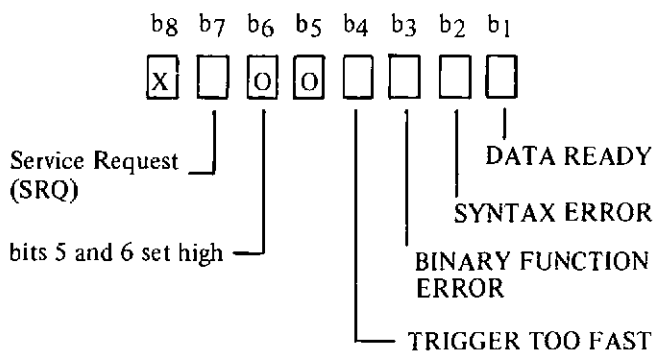 b8 b7 b6 b5 b4 b3 b2 b1
X O O
DATA READY
Service Request
(SRQ)
SYNTAX ERROR
bits 5 and 6 set high
BINARY FUNCTION
ERROR
TRIGGER TOO FAST